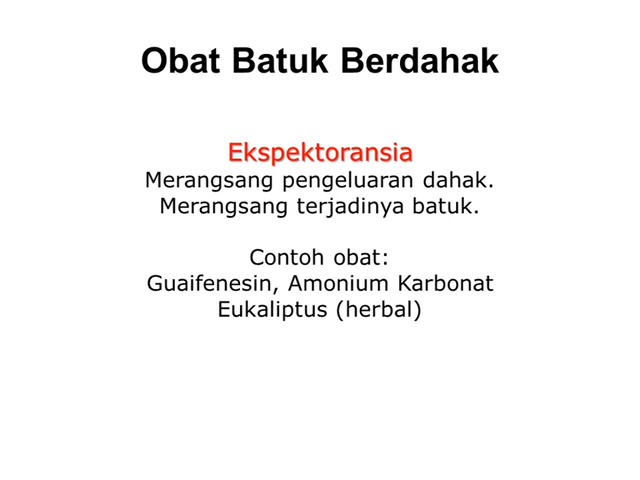 Obat Batuk Berdahak
Ekspektoransia
Merangsang pengeluaran dahak.
Merangsang terjadinya batuk.
Contoh obat:
Guaifenesin, Amonium Karbonat
Eukaliptus (herbal)